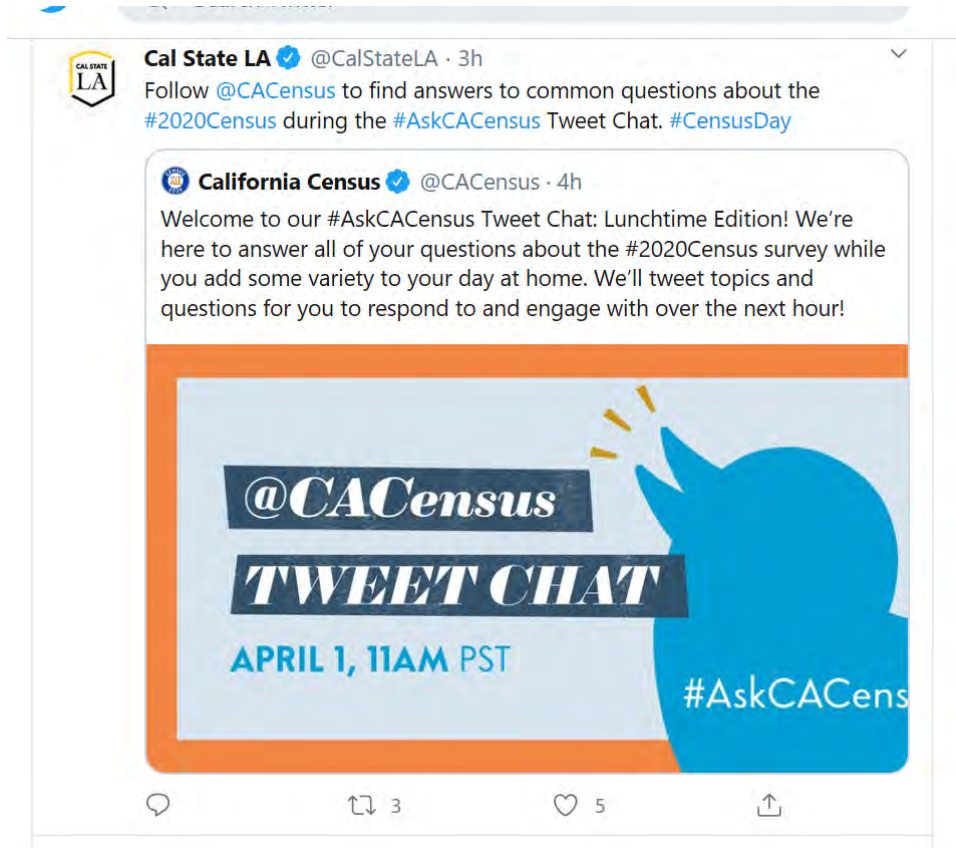 Cal State LA @CalStateLA · 3h
CAL STATE
LA
Follow @CACensus to find answers to common questions about the
#2020Census during the #AskCACensus Tweet Chat. #CensusDay
California Census @CACensus · 4h
Welcome to our #AskCACensus Tweet Chat: Lunchtime Edition! We’re
here to answer all of your questions about the #2020Census survey while
you add some variety to your day at home. We’ll tweet topics and
questions for you to respond to and engage with over the next hour!
@CACensus
TWEET CHAT
APRIL 1, 11AM PST
#AskCACens
3 5